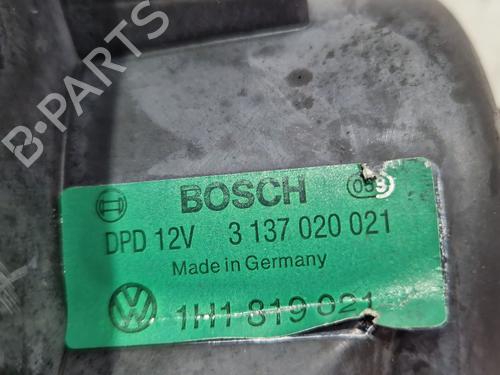 B-PARTS
BOSCH 059
DPD 12V 3 137 020 021
Made in Germany
1H1 819 021